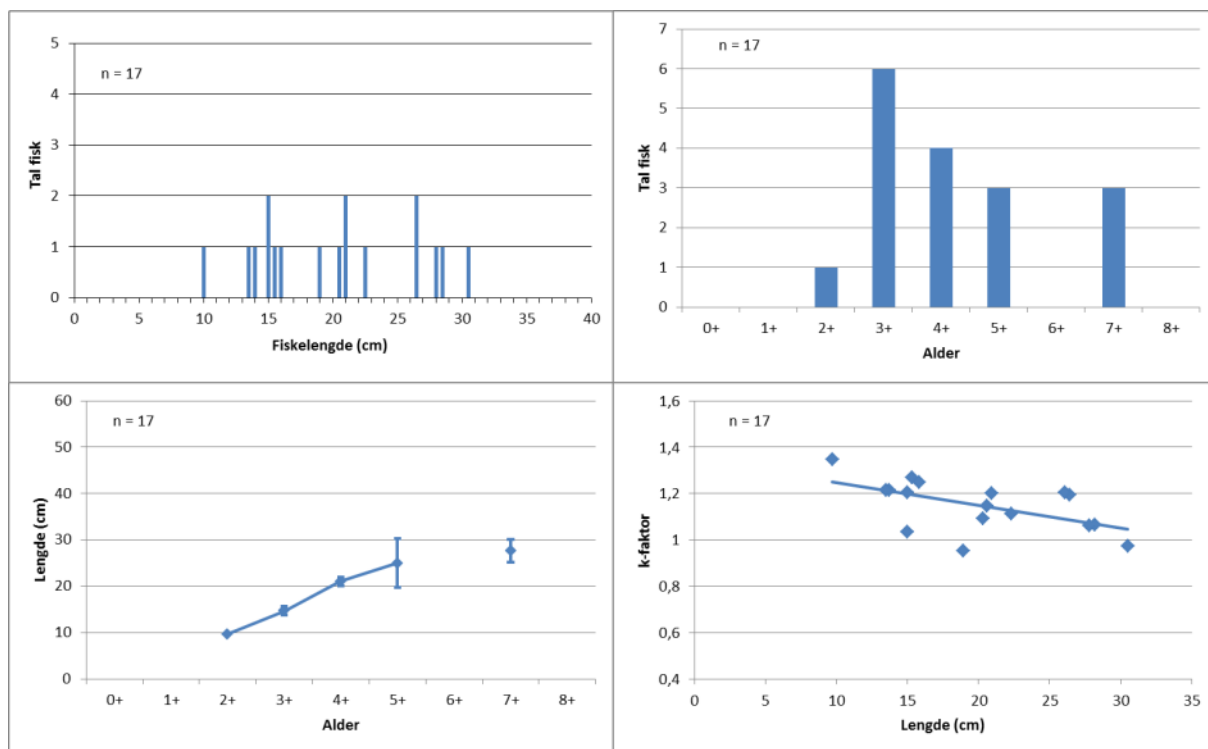 5
n = 17
4
3
2
1
0
Tal fisk
0 5 10 15 20 25 30 35 40
Fiskelengde (cm)
7
n = 17
6
5
4
3
2
1
0
Tal fisk
0+ 1+ 2+ 3+ 4+ 5+ 6+ 7+ 8+
Alder
60
n = 17
50
40
30
20
10
0
Lengde (cm)
0+ 1+ 2+ 3+ 4+ 5+ 6+ 7+ 8+
Alder
1,6
n = 17
1,4
1,2
1
0,8
0,6
0,4
k-faktor
0 5 10 15 20 25 30 35
Lengde (cm)